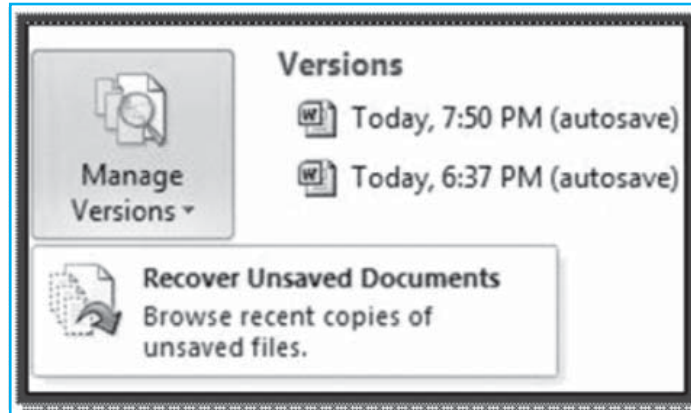 Versions
Today, 7:50 PM (autosave)
Today, 6:37 PM (autosave)
Manage
Versions
Recover Unsaved Documents
Browse recent copies of
unsaved files.